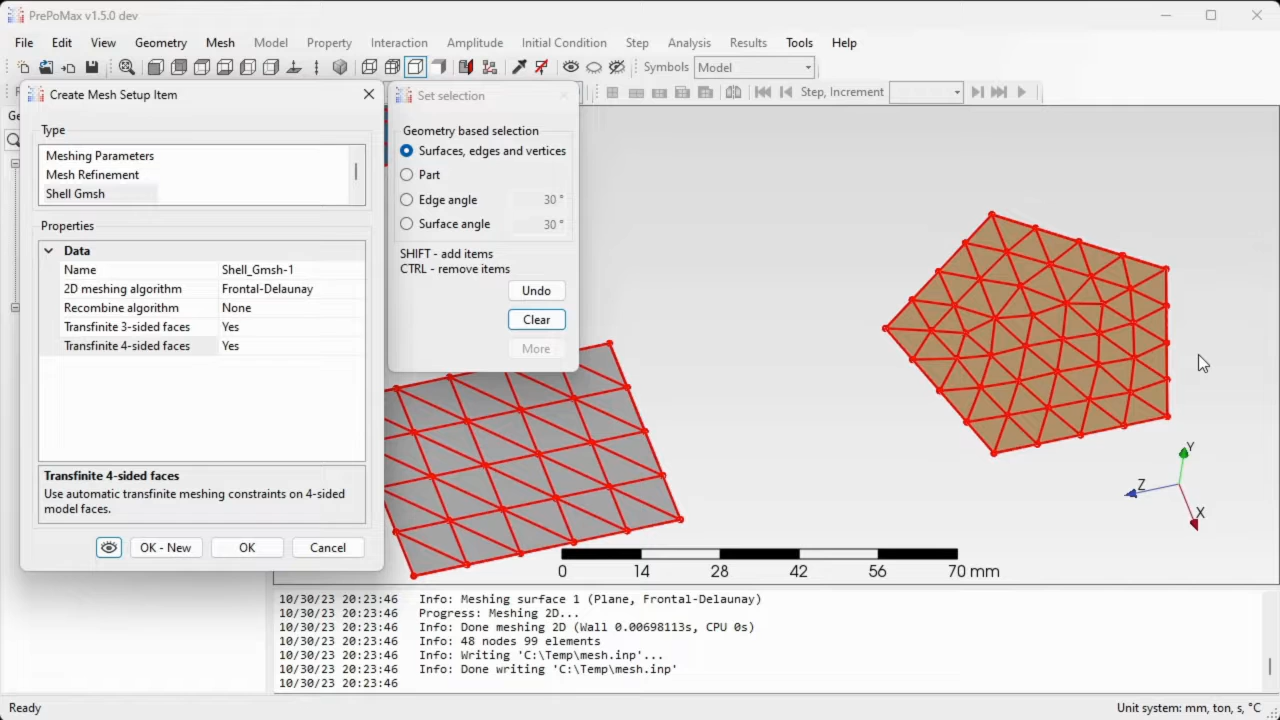 PrePoMax v1.5.0 dev
File Edit View Geometry Mesh Model Property Interaction Amplitude Initial Condition Step Analysis Results Tools Help
Symbols Model
Step, Increment
Create Mesh Setup Item
Type
Meshing Parameters
Mesh Refinement
Shell Gmsh
Properties
Data
Name Shell_Gmsh-1
2D meshing algorithm Frontal-Delaunay
Recombine algorithm None
Transfinite 3-sided faces Yes
Transfinite 4-sided faces Yes
Transfinite 4-sided faces
Use automatic transfinite meshing constraints on 4-sided
model faces.
OK - New OK Cancel
Set selection
Geometry based selection
Surfaces, edges and vertices
Part
Edge angle 30 °
Surface angle 30 °
SHIFT - add items
CTRL - remove items
Undo
Clear
More
Y
Z
X
0 14 28 42 56 70 mm
10/30/23 20:23:46 Info: Meshing surface 1 (Plane, Frontal-Delaunay)
10/30/23 20:23:46 Progress: Meshing 2D...
10/30/23 20:23:46 Info: Done meshing 2D (Wall 0.00698113s, CPU 0s)
10/30/23 20:23:46 Info: 48 nodes 99 elements
10/30/23 20:23:46 Info: Writing 'C:\Temp\mesh.inp'...
10/30/23 20:23:46 Info: Done writing 'C:\Temp\mesh.inp'
10/30/23 20:23:46
Ready Unit system: mm, ton, s, °C